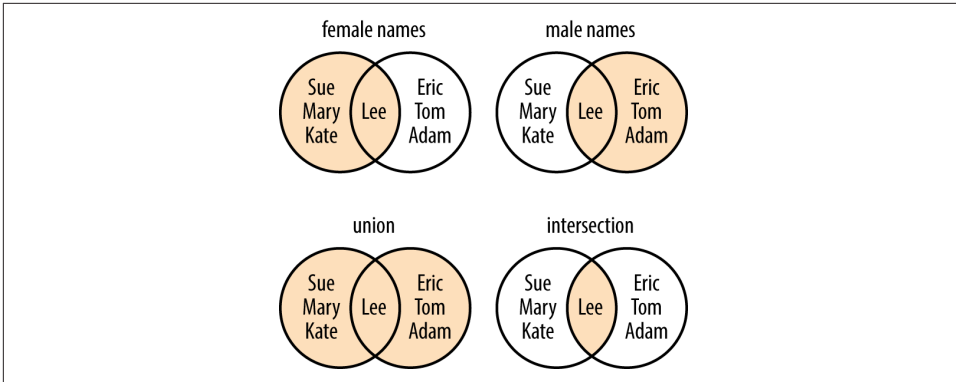 female names
male names
Sue
Mary
Kate
Lee
Eric
Tom
Adam
Sue
Mary
Kate
Lee
Eric
Tom
Adam
union
intersection
Sue
Mary
Kate
Lee
Eric
Tom
Adam
Sue
Mary
Kate
Lee
Eric
Tom
Adam